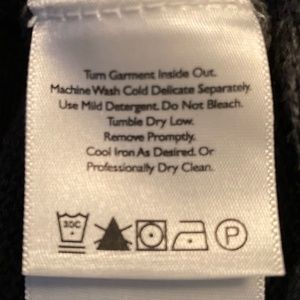 Turn Garment Inside Out.
Machine Wash Cold Delicate Separately.
Use Mild Detergent. Do Not Bleach.
Tumble Dry Low.
Remove Promptly.
Cool Iron As Desired. Or
Professionally Dry Clean.
30C P